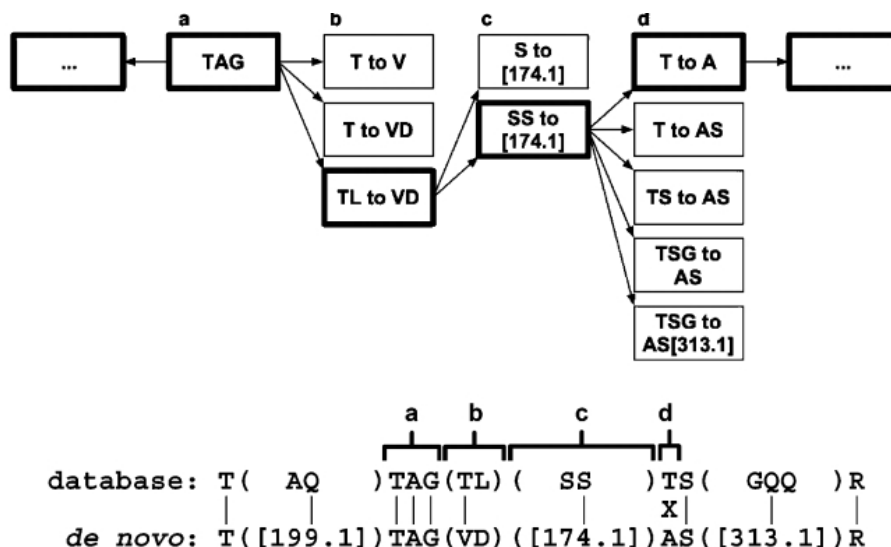 a b c d
... TAG T to V S to [174.1] T to A ...
T to VD SS to [174.1] T to AS
TL to VD TS to AS
TSG to AS
TSG to AS[313.1]
a b c d
database: T( AQ )TAG(TL)( SS )TS( GQQ )R
X
de novo: T([199.1])TAG(VD)([174.1])AS([313.1])R